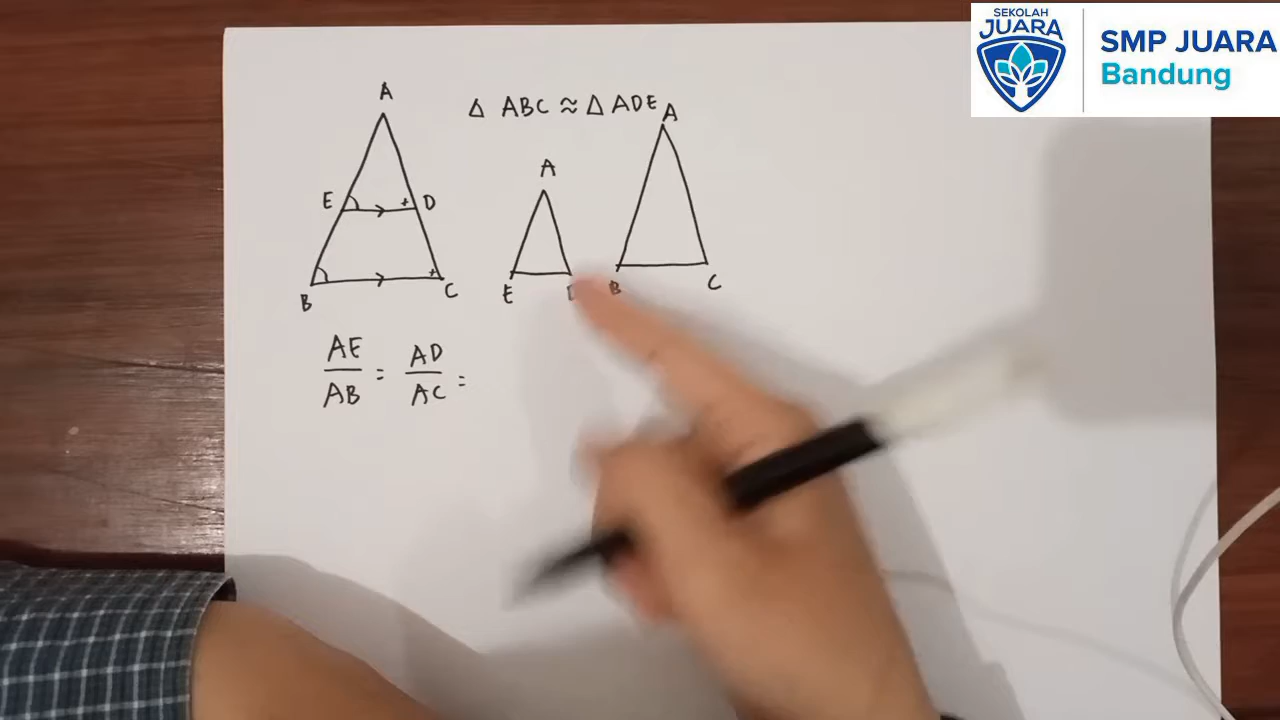 SEKOLAH
JUARA
SMP JUARA
Bandung
A
△ ABC ≈ △ ADE
A
A
E
D
B
C
E
B
C
AE/AB = AD/AC =